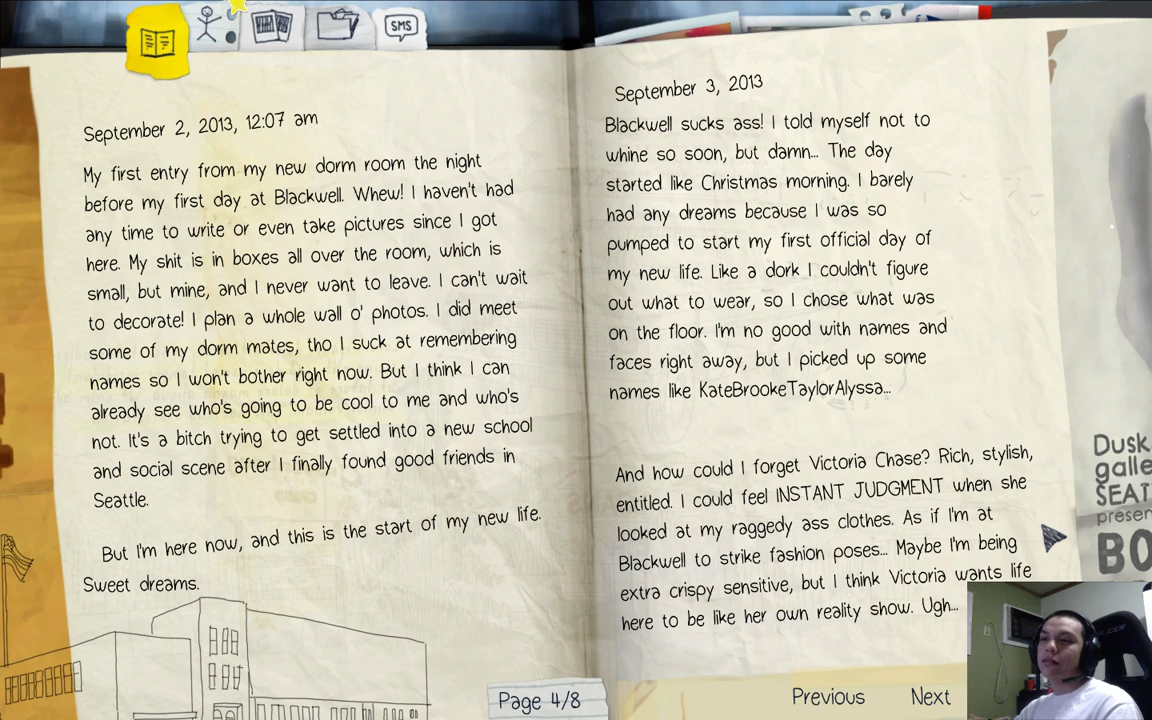 SMS
September 2, 2013, 12:07 am
My first entry from my new dorm room the night
before my first day at Blackwell. Whew! I haven't had
any time to write or even take pictures since I got
here. My shit is in boxes all over the room, which is
small, but mine, and I never want to leave. I can't wait
to decorate! I plan a whole wall o' photos. I did meet
some of my dorm mates, tho I suck at remembering
names so I won't bother right now. But I think I can
already see who's going to be cool to me and who's
not. It's a bitch trying to get settled into a new school
and social scene after I finally found good friends in
Seattle.
But I'm here now, and this is the start of my new life.
Sweet dreams.
September 3, 2013
Blackwell sucks ass! I told myself not to
whine so soon, but damn... The day
started like Christmas morning. I barely
had any dreams because I was so
pumped to start my first official day of
my new life. Like a dork I couldn't figure
out what to wear, so I chose what was
on the floor. I'm no good with names and
faces right away, but I picked up some
names like KateBrookeTaylorAlyssa...
And how could I forget Victoria Chase? Rich, stylish,
entitled. I could feel INSTANT JUDGMENT when she
looked at my raggedy ass clothes. As if I'm at
Blackwell to strike fashion poses... Maybe I'm being
extra crispy sensitive, but I think Victoria wants life
here to be like her own reality show. Ugh...
Page 4/8
Previous
Next
Dusk
galle
SEAT
presen
BO